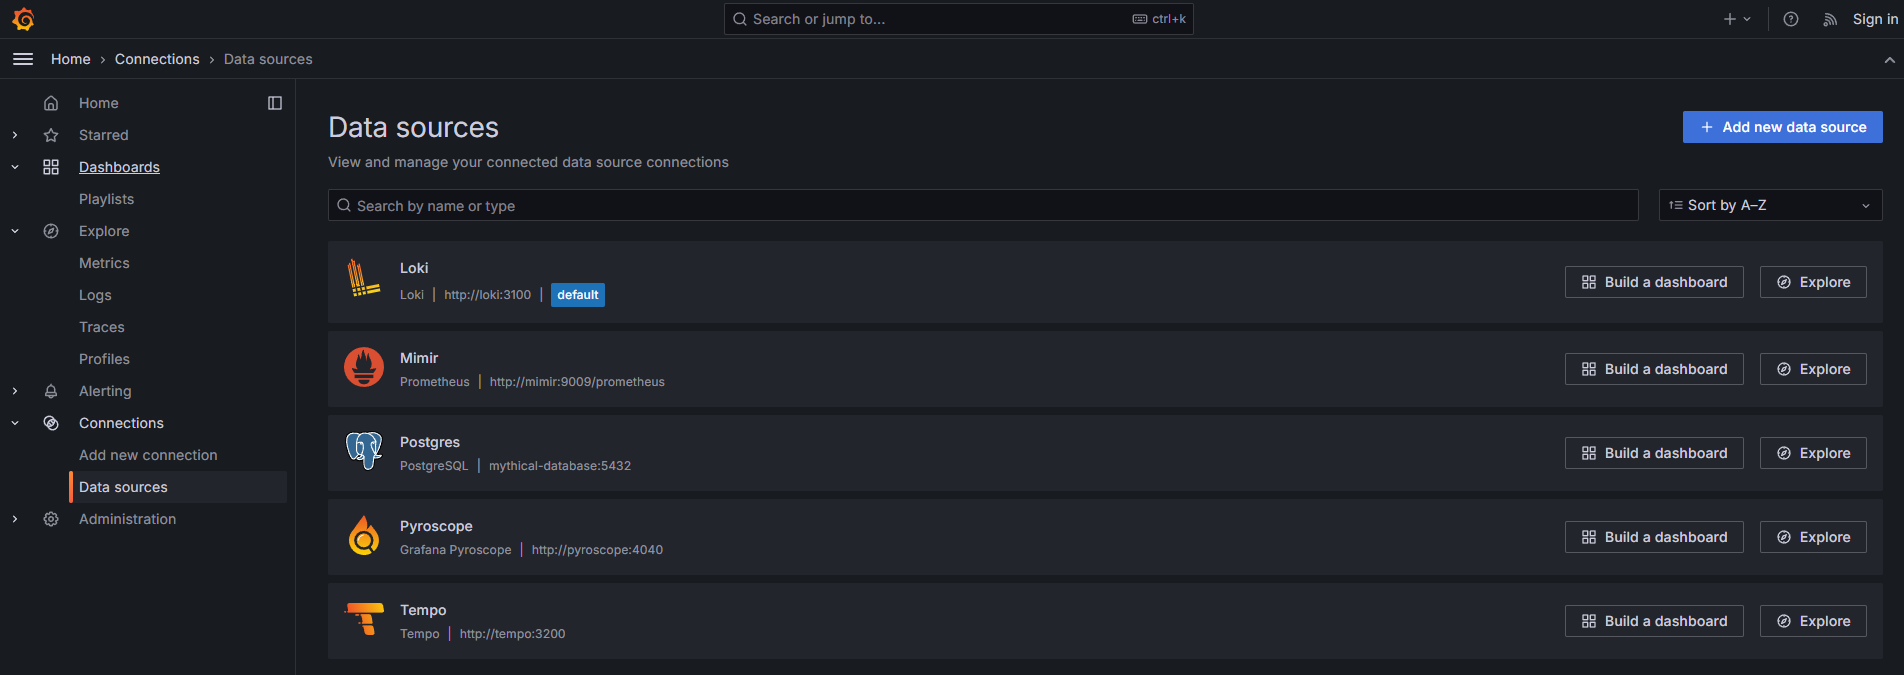 Search or jump to... ctrl+k Sign in
Home › Connections › Data sources
Home
Starred
Dashboards
Playlists
Explore
Metrics
Logs
Traces
Profiles
Alerting
Connections
Add new connection
Data sources
Administration
Data sources
Add new data source
View and manage your connected data source connections
Search by name or type
Sort by A–Z
Loki
Loki | http://loki:3100 | default
Build a dashboard Explore
Mimir
Prometheus | http://mimir:9009/prometheus
Build a dashboard Explore
Postgres
PostgreSQL | mythical-database:5432
Build a dashboard Explore
Pyroscope
Grafana Pyroscope | http://pyroscope:4040
Build a dashboard Explore
Tempo
Tempo | http://tempo:3200
Build a dashboard Explore